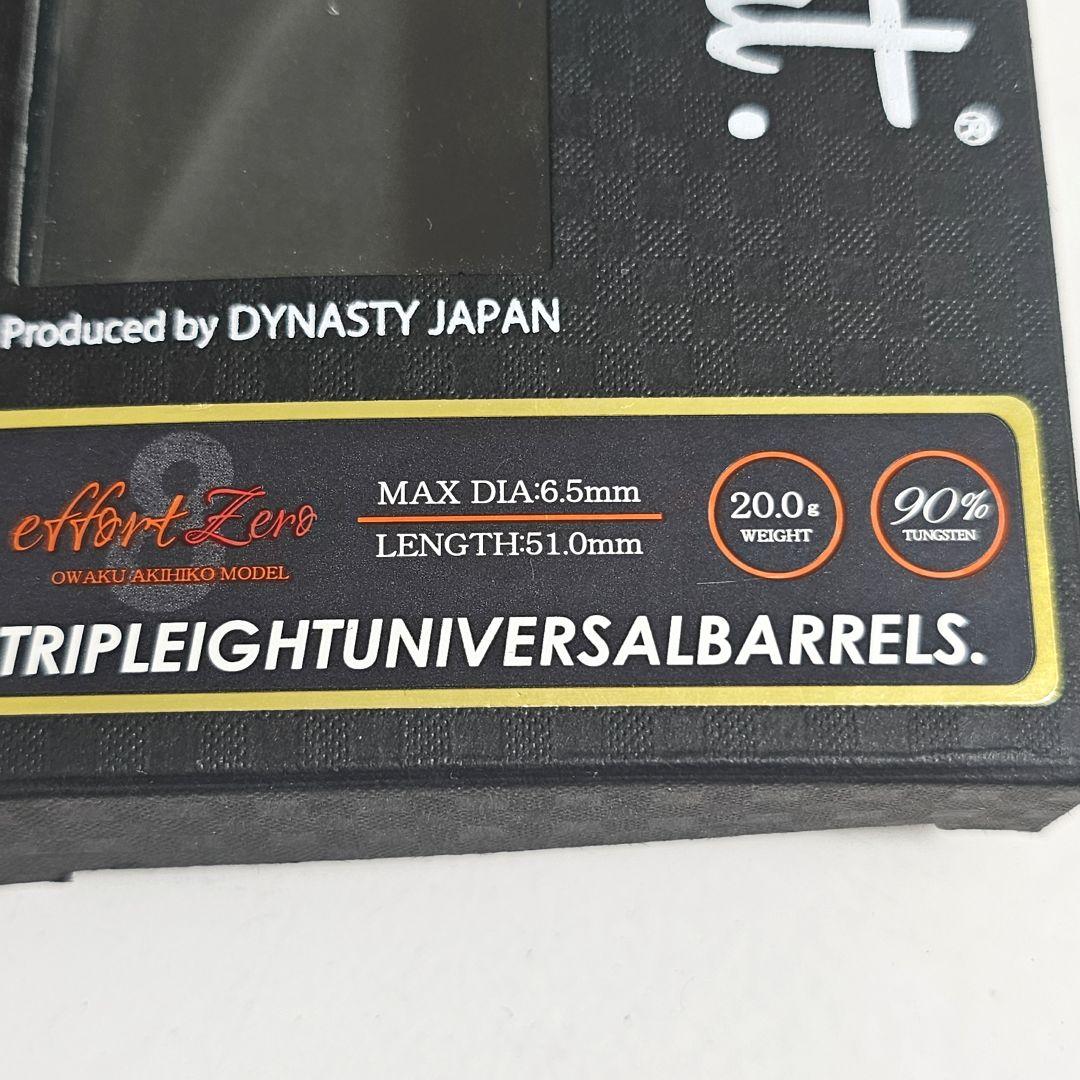 ®
Produced by DYNASTY JAPAN
effort Zero
OWAKU AKIHIKO MODEL
MAX DIA:6.5mm
LENGTH:51.0mm
20.0g
WEIGHT
90%
TUNGSTEN
TRIPLEIGHTUNIVERSALBARRELS.